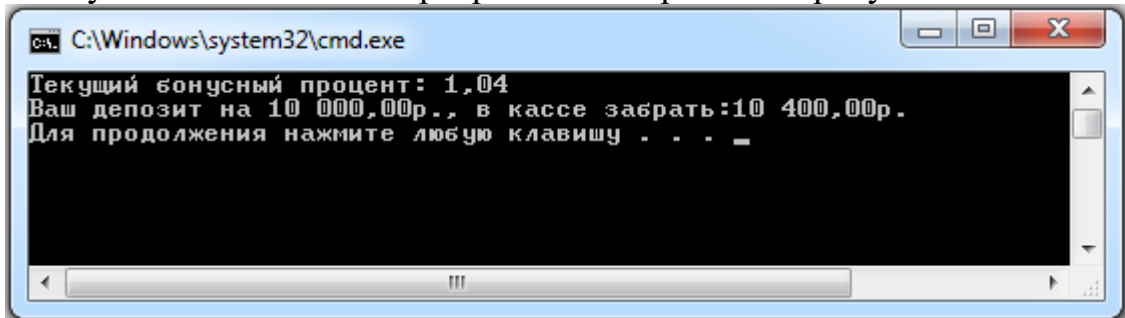 C:\Windows\system32\cmd.exe
Текущий бонусный процент: 1,04
Ваш депозит на 10 000,00р., в кассе забрать:10 400,00р.
Для продолжения нажмите любую клавишу . . . _